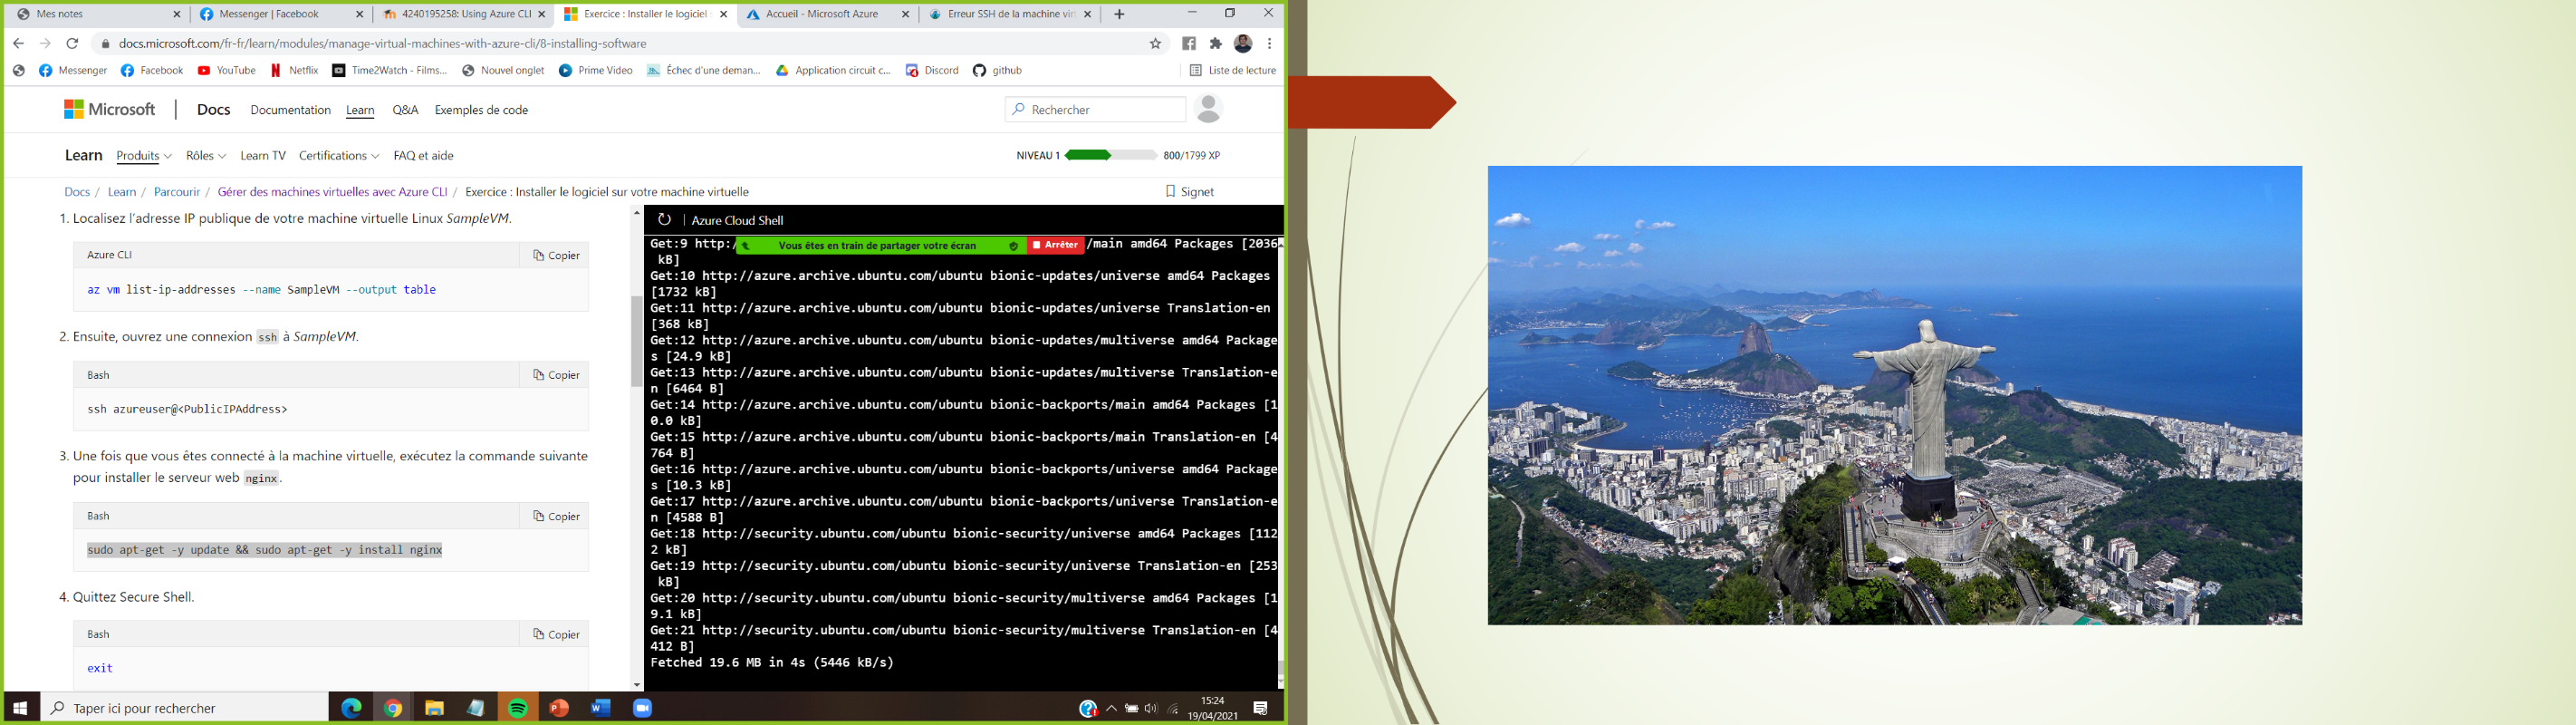 Mes notes
Messenger | Facebook
4240195258: Using Azure CLI
Exercice : Installer le logiciel
Accueil - Microsoft Azure
Erreur SSH de la machine virt
docs.microsoft.com/fr-fr/learn/modules/manage-virtual-machines-with-azure-cli/8-installing-software
Messenger Facebook YouTube Netflix Time2Watch - Films... Nouvel onglet Prime Video Échec d'une deman... Application circuit c... Discord github Liste de lecture
Microsoft Docs Documentation Learn Q&A Exemples de code Rechercher
Learn Produits Rôles Learn TV Certifications FAQ et aide NIVEAU 1 800/1799 XP
Docs / Learn / Parcourir / Gérer des machines virtuelles avec Azure CLI / Exercice : Installer le logiciel sur votre machine virtuelle Signet
1. Localisez l'adresse IP publique de votre machine virtuelle Linux SampleVM.
Azure CLI Copier
az vm list-ip-addresses --name SampleVM --output table
2. Ensuite, ouvrez une connexion ssh à SampleVM.
Bash Copier
ssh azureuser@<PublicIPAddress>
3. Une fois que vous êtes connecté à la machine virtuelle, exécutez la commande suivante
pour installer le serveur web nginx.
Bash Copier
sudo apt-get -y update && sudo apt-get -y install nginx
4. Quittez Secure Shell.
Bash Copier
exit
Azure Cloud Shell
Vous êtes en train de partager votre écran Arrêter
Get:9 http:/ /main amd64 Packages [2036
kB]
Get:10 http://azure.archive.ubuntu.com/ubuntu bionic-updates/universe amd64 Packages
[1732 kB]
Get:11 http://azure.archive.ubuntu.com/ubuntu bionic-updates/universe Translation-en
[368 kB]
Get:12 http://azure.archive.ubuntu.com/ubuntu bionic-updates/multiverse amd64 Package
s [24.9 kB]
Get:13 http://azure.archive.ubuntu.com/ubuntu bionic-updates/multiverse Translation-e
n [6464 B]
Get:14 http://azure.archive.ubuntu.com/ubuntu bionic-backports/main amd64 Packages [1
0.0 kB]
Get:15 http://azure.archive.ubuntu.com/ubuntu bionic-backports/main Translation-en [4
764 B]
Get:16 http://azure.archive.ubuntu.com/ubuntu bionic-backports/universe amd64 Package
s [10.3 kB]
Get:17 http://azure.archive.ubuntu.com/ubuntu bionic-backports/universe Translation-e
n [4588 B]
Get:18 http://security.ubuntu.com/ubuntu bionic-security/universe amd64 Packages [112
2 kB]
Get:19 http://security.ubuntu.com/ubuntu bionic-security/universe Translation-en [253
kB]
Get:20 http://security.ubuntu.com/ubuntu bionic-security/multiverse amd64 Packages [1
9.1 kB]
Get:21 http://security.ubuntu.com/ubuntu bionic-security/multiverse Translation-en [4
412 B]
Fetched 19.6 MB in 4s (5446 kB/s)
Taper ici pour rechercher
15:24
19/04/2021